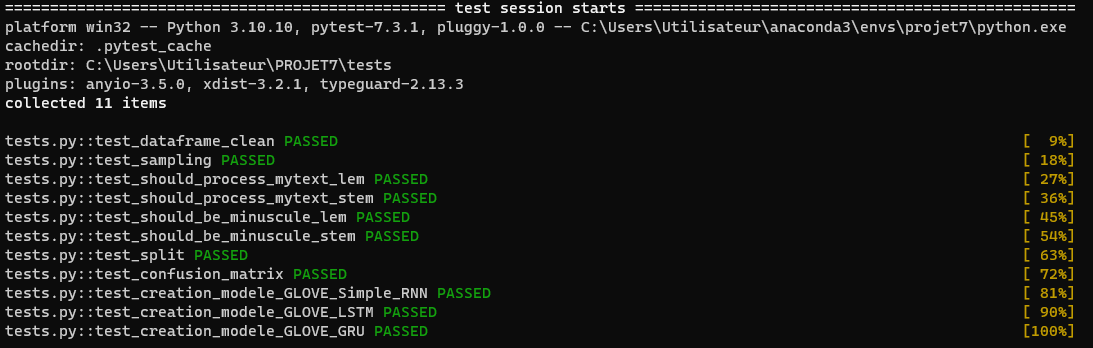 ================================================= test session starts =================================================
platform win32 -- Python 3.10.10, pytest-7.3.1, pluggy-1.0.0 -- C:\Users\Utilisateur\anaconda3\envs\projet7\python.exe
cachedir: .pytest_cache
rootdir: C:\Users\Utilisateur\PROJET7\tests
plugins: anyio-3.5.0, xdist-3.2.1, typeguard-2.13.3
collected 11 items
tests.py::test_dataframe_clean PASSED [  9%]
tests.py::test_sampling PASSED [ 18%]
tests.py::test_should_process_mytext_lem PASSED [ 27%]
tests.py::test_should_process_mytext_stem PASSED [ 36%]
tests.py::test_should_be_minuscule_lem PASSED [ 45%]
tests.py::test_should_be_minuscule_stem PASSED [ 54%]
tests.py::test_split PASSED [ 63%]
tests.py::test_confusion_matrix PASSED [ 72%]
tests.py::test_creation_modele_GLOVE_Simple_RNN PASSED [ 81%]
tests.py::test_creation_modele_GLOVE_LSTM PASSED [ 90%]
tests.py::test_creation_modele_GLOVE_GRU PASSED [100%]